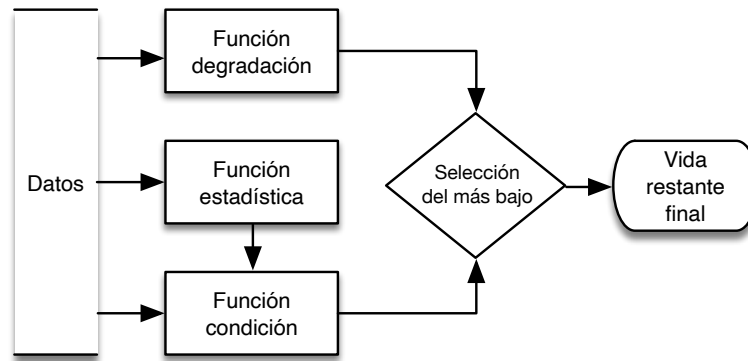 Función
degradación
Datos
Función
estadística
Función
condición
Selección
del más bajo
Vida
restante
final